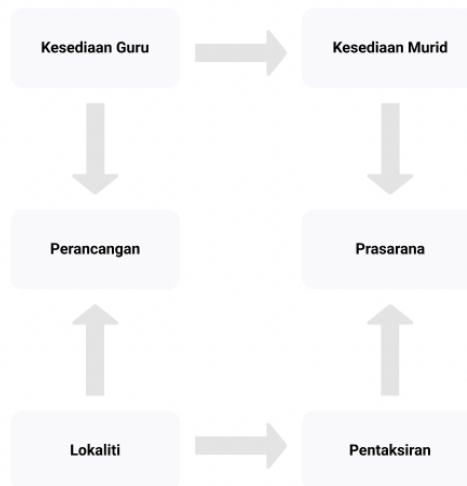 Kesediaan Guru
Kesediaan Murid
Perancangan
Prasarana
Lokaliti
Pentaksiran